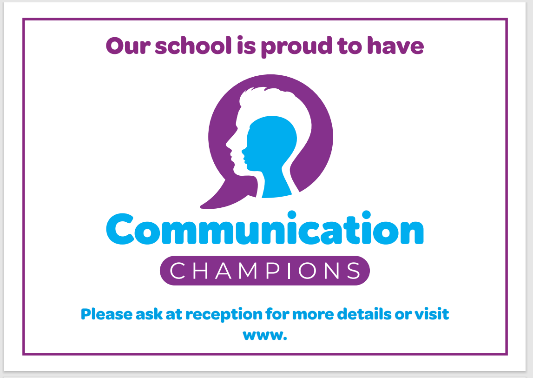 Our school is proud to have
Communication
CHAMPIONS
Please ask at reception for more details or visit
www.